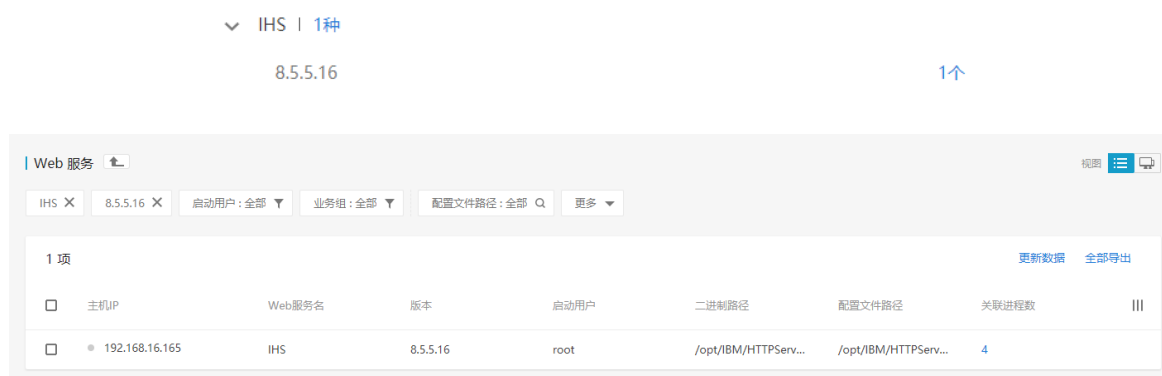 IHS | 1种
8.5.5.16 1个
Web 服务 视图
IHS 8.5.5.16 启动用户 : 全部 业务组 : 全部 配置文件路径 : 全部 更多
1 项 更新数据 全部导出
主机IP Web服务名 版本 启动用户 二进制路径 配置文件路径 关联进程数
192.168.16.165 IHS 8.5.5.16 root /opt/IBM/HTTPServ... /opt/IBM/HTTPServ... 4